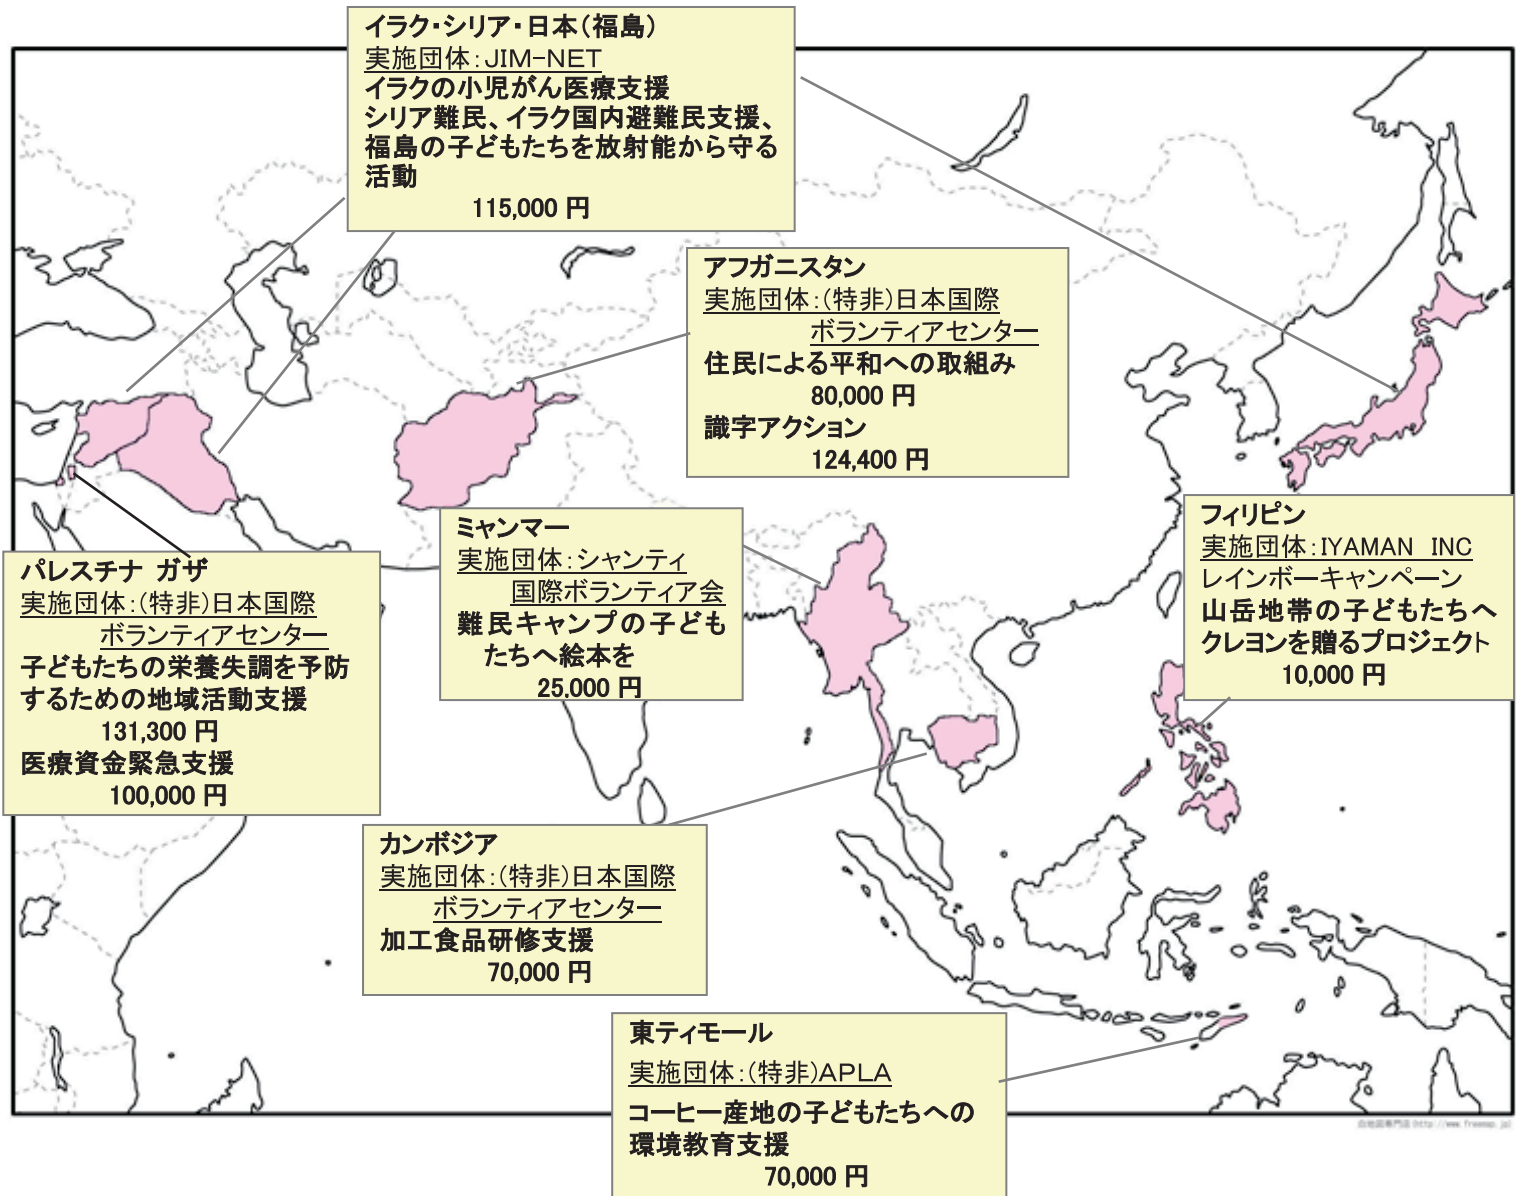 イラク・シリア・日本(福島)
実施団体:JIM-NET
イラクの小児がん医療支援
シリア難民、イラク国内避難民支援、
福島の子どもたちを放射能から守る
活動
115,000 円
アフガニスタン
実施団体:(特非)日本国際
ボランティアセンター
住民による平和への取組み
80,000 円
識字アクション
124,400 円
ミャンマー
実施団体:シャンティ
国際ボランティア会
難民キャンプの子ども
たちへ絵本を
25,000 円
フィリピン
実施団体:IYAMAN INC
レインボーキャンペーン
山岳地帯の子どもたちへ
クレヨンを贈るプロジェクト
10,000 円
パレスチナ ガザ
実施団体:(特非)日本国際
ボランティアセンター
子どもたちの栄養失調を予防
するための地域活動支援
131,300 円
医療資金緊急支援
100,000 円
カンボジア
実施団体:(特非)日本国際
ボランティアセンター
加工食品研修支援
70,000 円
東ティモール
実施団体:(特非)APLA
コーヒー産地の子どもたちへの
環境教育支援
70,000 円
白地図専門店 (http://www.freemap.jp)